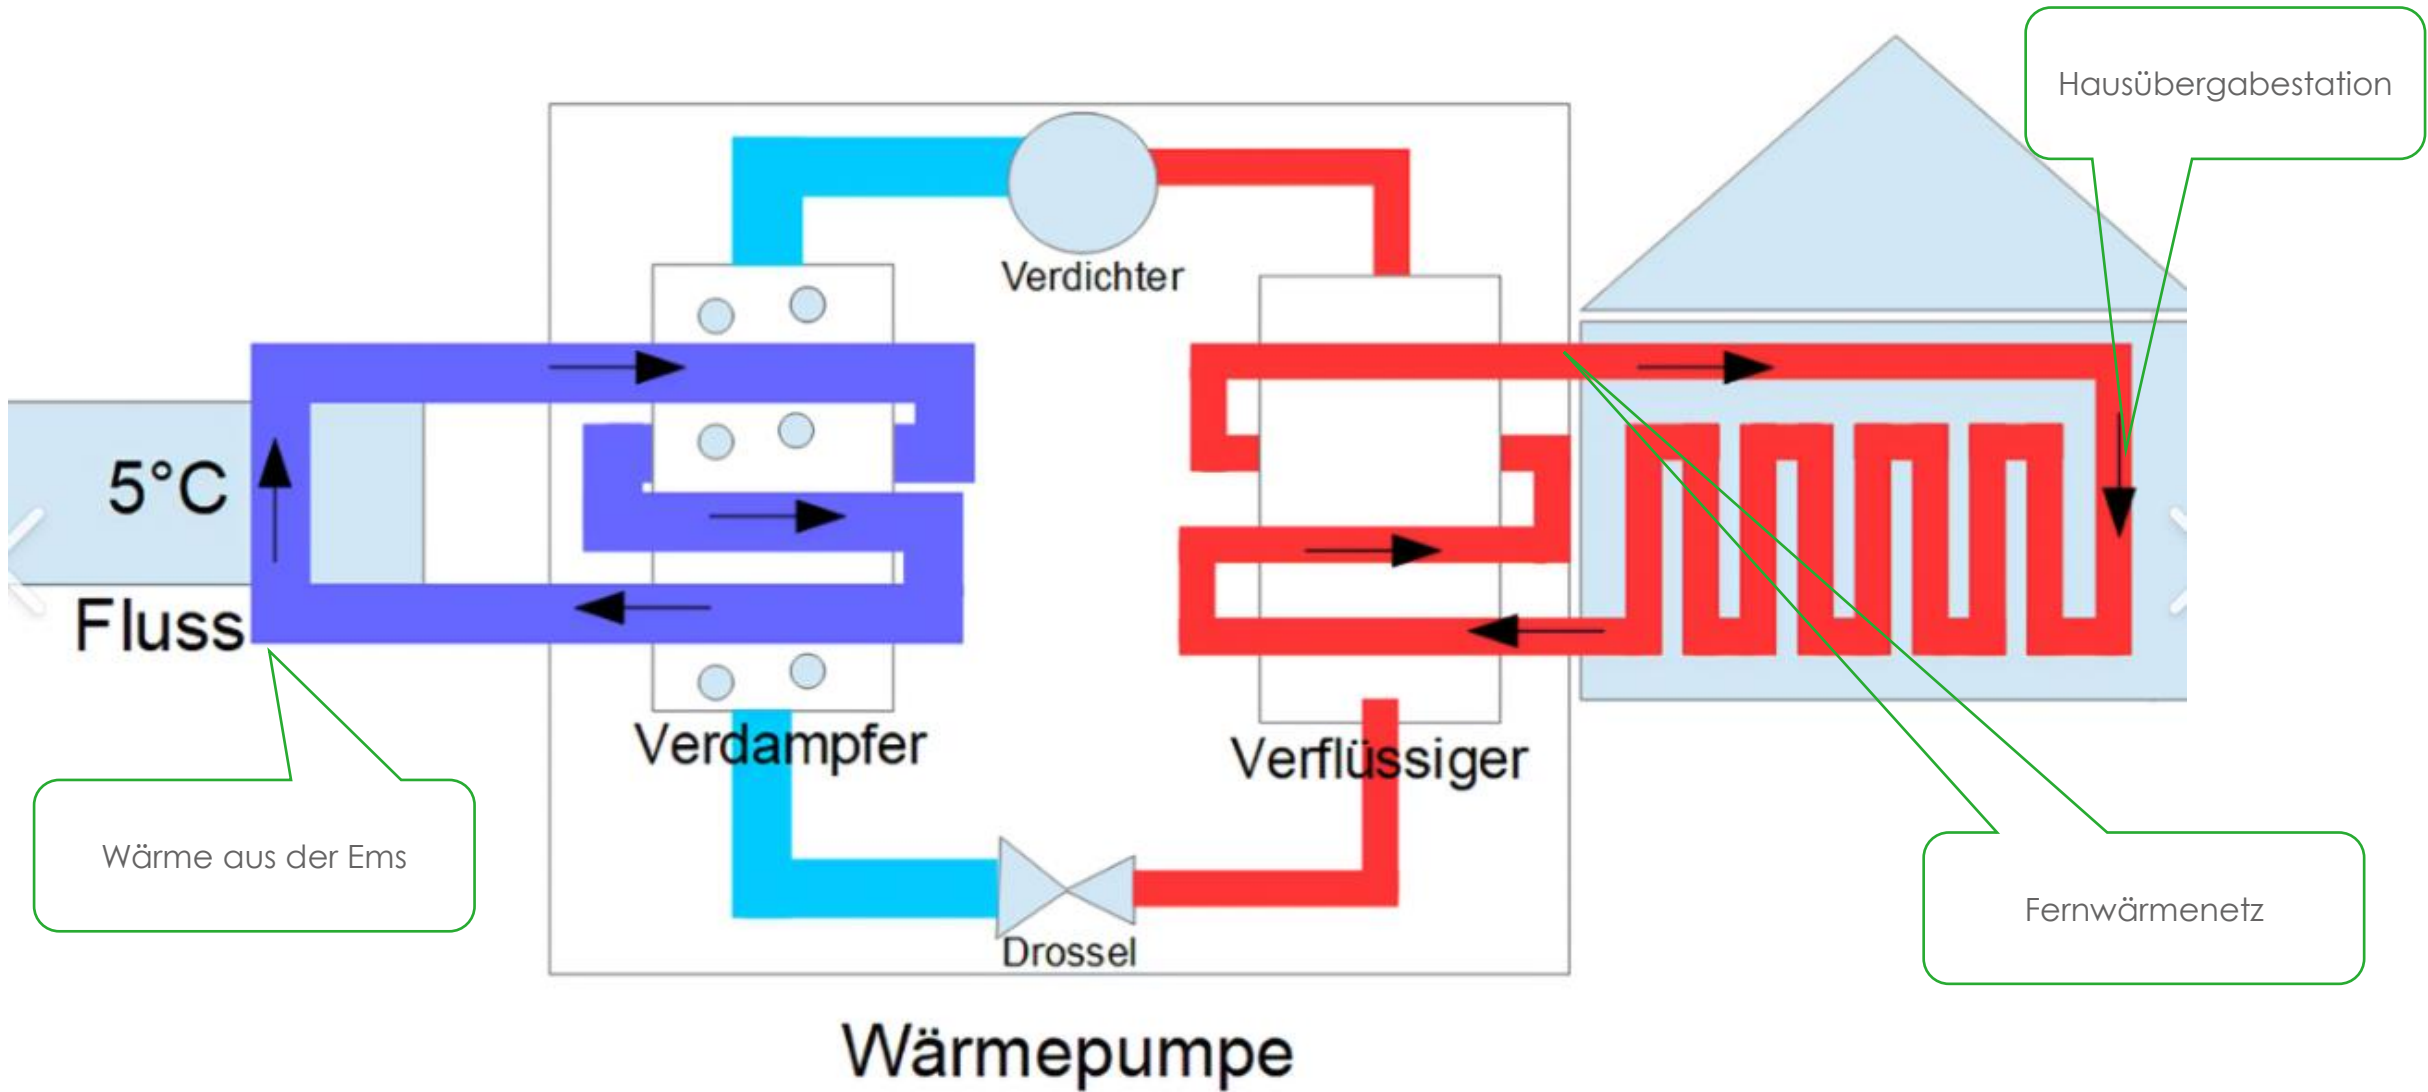 Hausübergabestation
Verdichter
5°C
Fluss
Verdampfer
Verflüssiger
Wärme aus der Ems
Fernwärmenetz
Drossel
Wärmepumpe